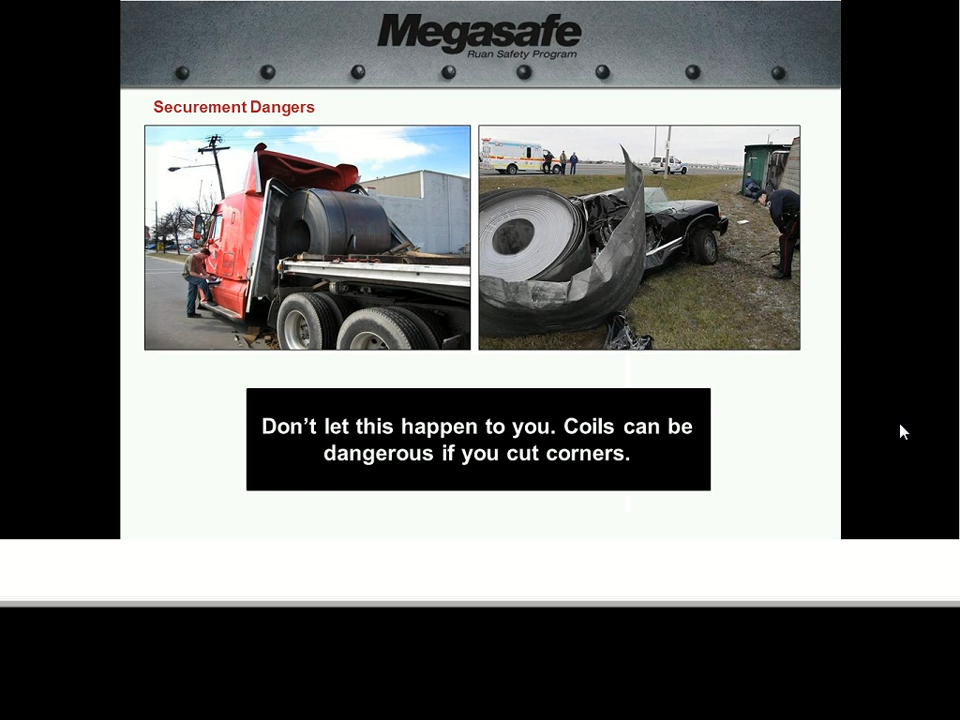 Megasafe
Ruan Safety Program
Securement Dangers
Don’t let this happen to you. Coils can be
dangerous if you cut corners.